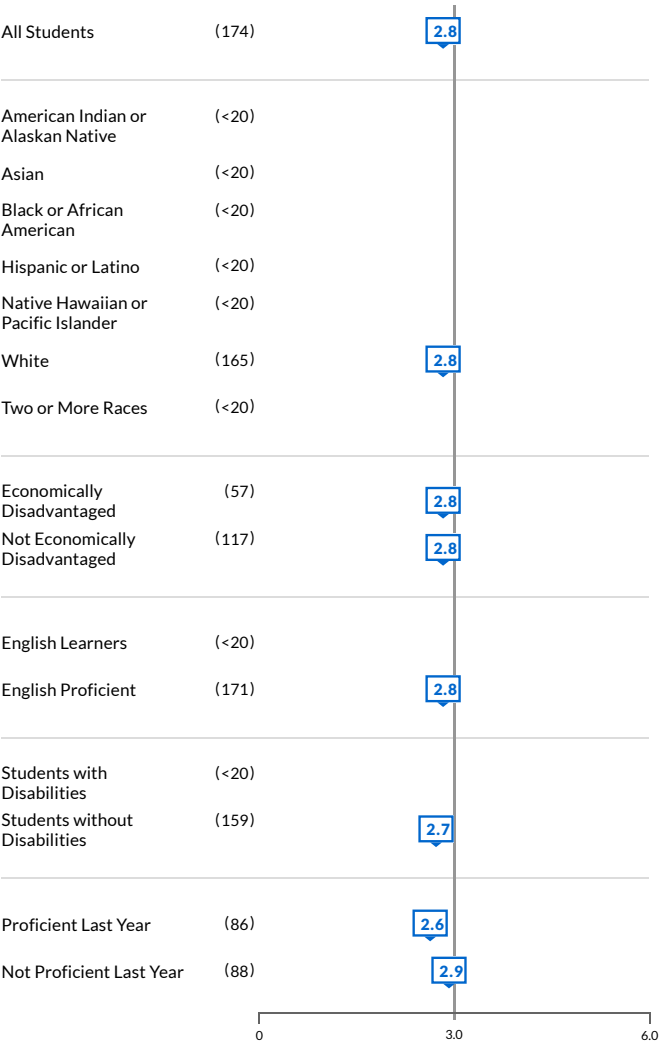 All Students (174) 2.8
American Indian or (<20)
Alaskan Native
Asian (<20)
Black or African (<20)
American
Hispanic or Latino (<20)
Native Hawaiian or (<20)
Pacific Islander
White (165) 2.8
Two or More Races (<20)
Economically (57) 2.8
Disadvantaged
Not Economically (117) 2.8
Disadvantaged
English Learners (<20)
English Proficient (171) 2.8
Students with (<20)
Disabilities
Students without (159) 2.7
Disabilities
Proficient Last Year (86) 2.6
Not Proficient Last Year (88) 2.9
0 3.0 6.0